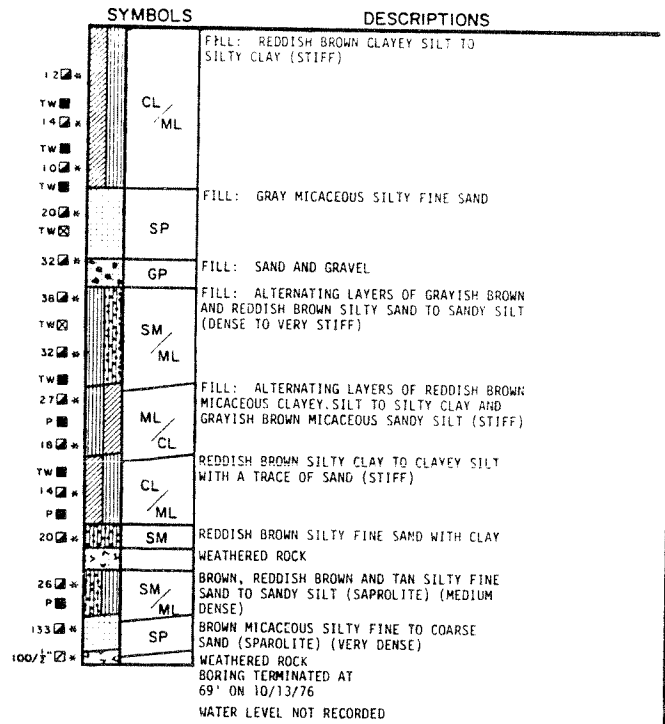 SYMBOLS DESCRIPTIONS
FILL: REDDISH BROWN CLAYEY SILT TO
SILTY CLAY (STIFF)
12 *
TW
CL/ML
14 *
TW
10 *
TW
FILL: GRAY MICACEOUS SILTY FINE SAND
20 *
TW
SP
32 *
GP
FILL: SAND AND GRAVEL
38 *
FILL: ALTERNATING LAYERS OF GRAYISH BROWN
AND REDDISH BROWN SILTY SAND TO SANDY SILT
(DENSE TO VERY STIFF)
TW
SM/ML
32 *
TW
FILL: ALTERNATING LAYERS OF REDDISH BROWN
MICACEOUS CLAYEY.SILT TO SILTY CLAY AND
GRAYISH BROWN MICACEOUS SANDY SILT (STIFF)
27 *
P
ML/CL
18 *
REDDISH BROWN SILTY CLAY TO CLAYEY SILT
WITH A TRACE OF SAND (STIFF)
TW
14 *
CL/ML
P
20 *
SM
REDDISH BROWN SILTY FINE SAND WITH CLAY
WEATHERED ROCK
26 *
SM/ML
BROWN, REDDISH BROWN AND TAN SILTY FINE
SAND TO SANDY SILT (SAPROLITE) (MEDIUM
DENSE)
P
133 *
SP
BROWN MICACEOUS SILTY FINE TO COARSE
SAND (SPAROLITE) (VERY DENSE)
100/½" *
WEATHERED ROCK
BORING TERMINATED AT
69' ON 10/13/76
WATER LEVEL NOT RECORDED